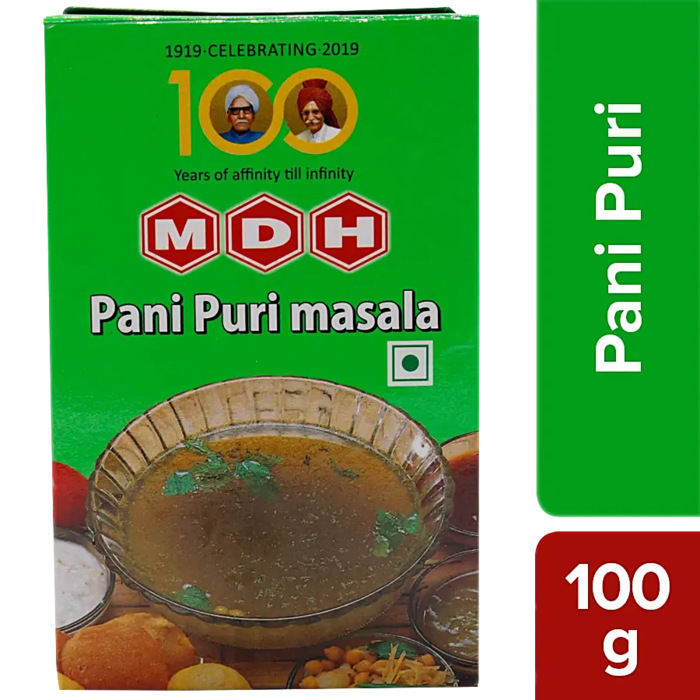 1919·CELEBRATING·2019
100
Years of affinity till infinity
MDH
Pani Puri masala
Pani Puri
100
g